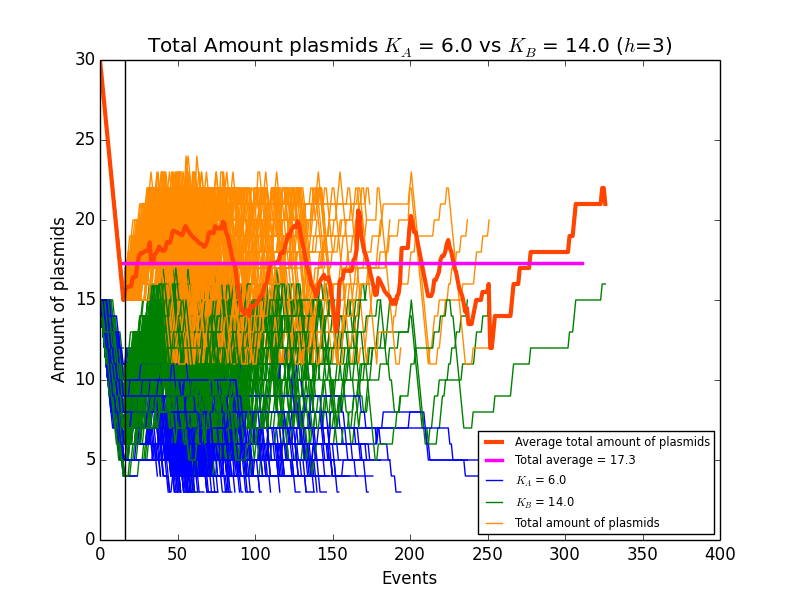 Total Amount plasmids K_A = 6.0 vs K_B = 14.0 (h=3)
30
25
20
15
10
5
0
Amount of plasmids
0 50 100 150 200 250 300 350 400
Events
Average total amount of plasmids
Total average = 17.3
K_A = 6.0
K_B = 14.0
Total amount of plasmids